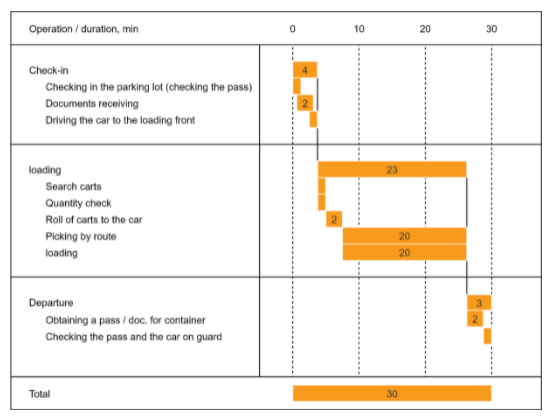 Operation / duration, min 0 10 20 30
Check-in 4
Checking in the parking lot (checking the pass)
Documents receiving 2
Driving the car to the loading front
loading 23
Search carts
Quantity check
Roll of carts to the car 2
Picking by route 20
loading 20
Departure 3
Obtaining a pass / doc. for container 2
Checking the pass and the car on guard
Total 30